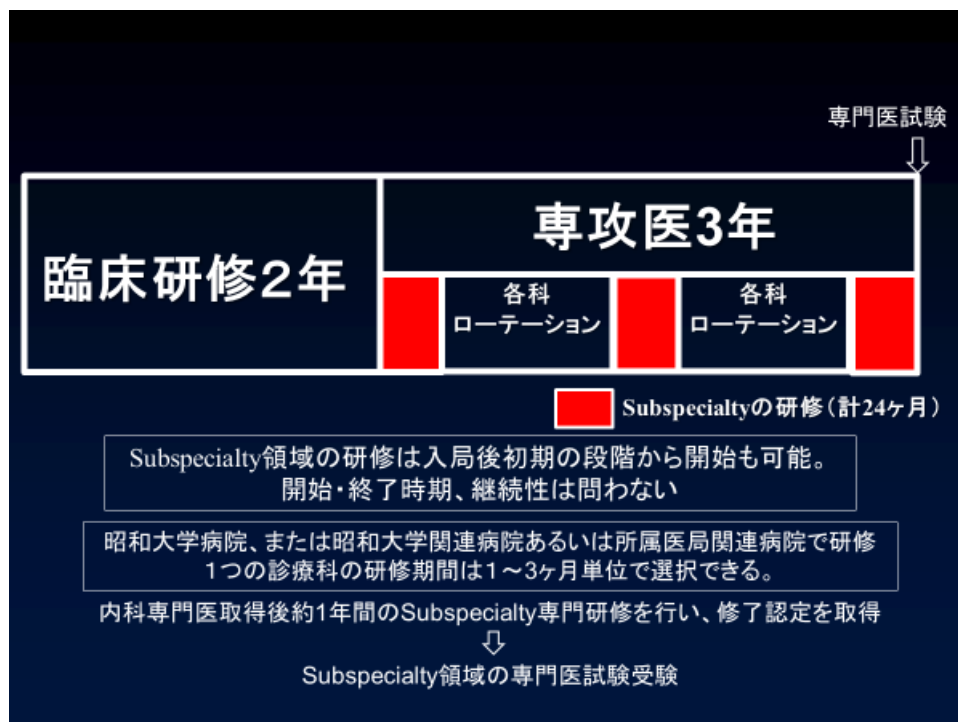 専門医試験
専攻医3年
臨床研修２年
各科
ローテーション
各科
ローテーション
Subspecialtyの研修（計24ヶ月）
Subspecialty領域の研修は入局後初期の段階から開始も可能。
開始・終了時期、継続性は問わない
昭和大学病院、または昭和大学関連病院あるいは所属医局関連病院で研修
１つの診療科の研修期間は１～３ヶ月単位で選択できる。
内科専門医取得後約1年間のSubspecialty専門研修を行い、修了認定を取得
Subspecialty領域の専門医試験受験